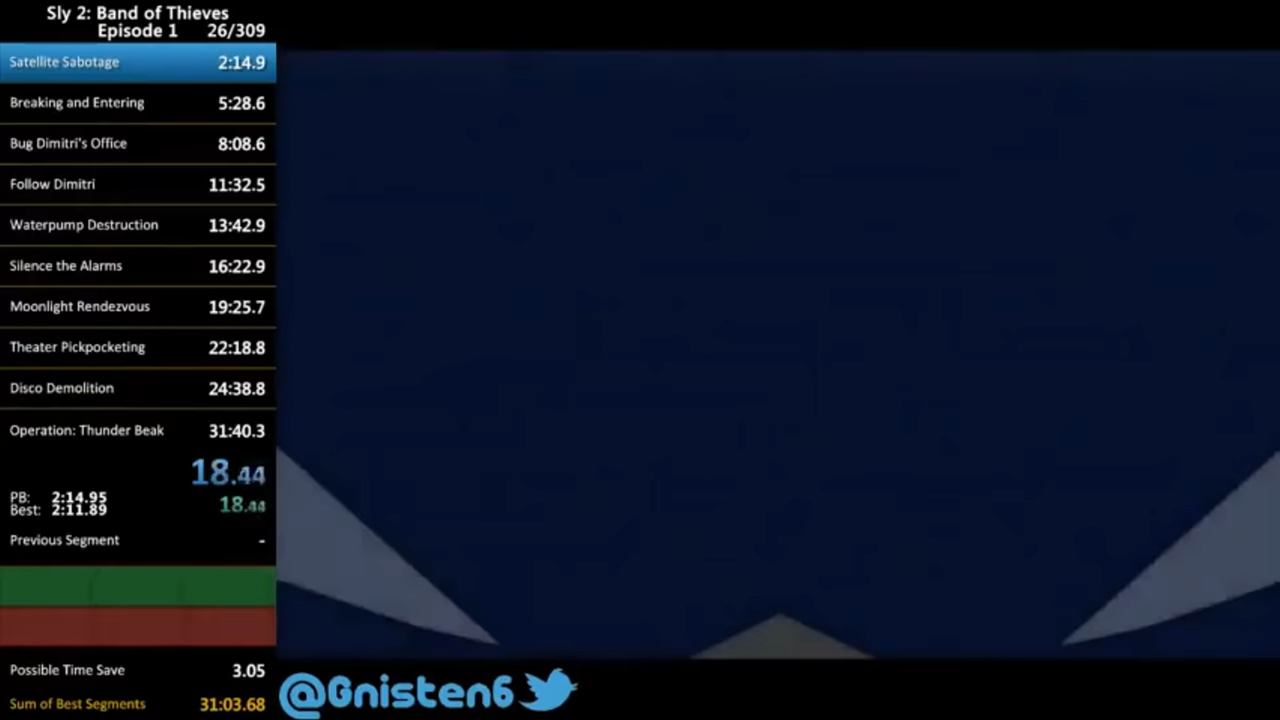 Sly 2: Band of Thieves
Episode 1 26/309
Satellite Sabotage 2:14.9
Breaking and Entering 5:28.6
Bug Dimitri's Office 8:08.6
Follow Dimitri 11:32.5
Waterpump Destruction 13:42.9
Silence the Alarms 16:22.9
Moonlight Rendezvous 19:25.7
Theater Pickpocketing 22:18.8
Disco Demolition 24:38.8
Operation: Thunder Beak 31:40.3
18.44
PB: 2:14.95
Best: 2:11.89 18.44
Previous Segment -
Possible Time Save 3.05
Sum of Best Segments 31:03.68
@Gnisten6